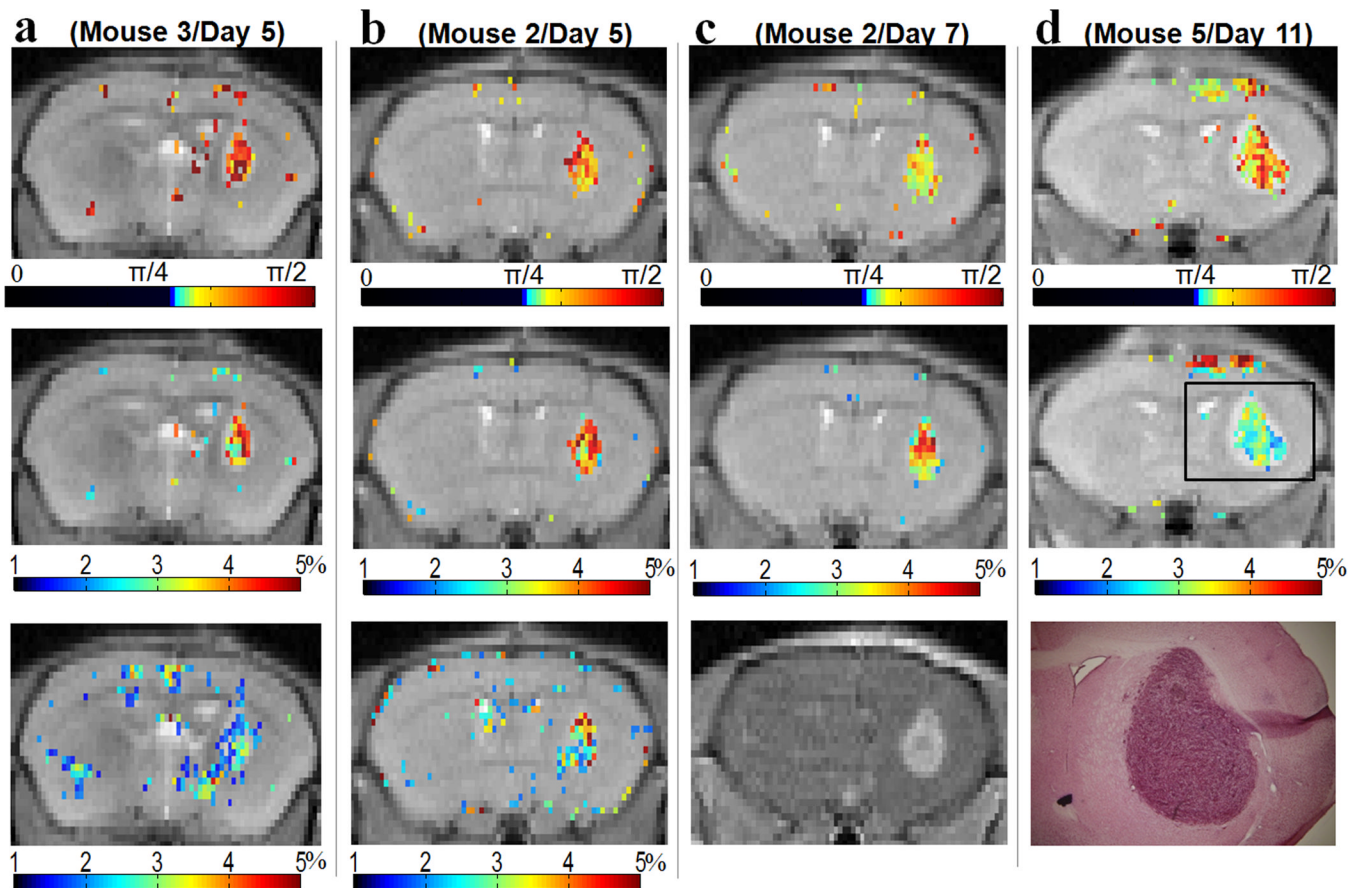 a (Mouse 3/Day 5) b (Mouse 2/Day 5) c (Mouse 2/Day 7) d (Mouse 5/Day 11)
0 π/4 π/2 0 π/4 π/2 0 π/4 π/2 0 π/4 π/2
1 2 3 4 5% 1 2 3 4 5% 1 2 3 4 5% 1 2 3 4 5%
1 2 3 4 5% 1 2 3 4 5%